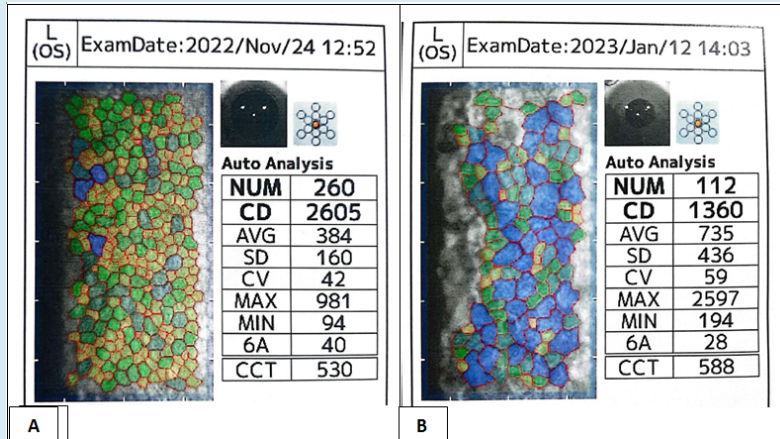 L
(OS)
ExamDate:2022/Nov/24 12:52
Auto Analysis
NUM 260
CD 2605
AVG 384
SD 160
CV 42
MAX 981
MIN 94
6A 40
CCT 530
A
L
(OS)
ExamDate:2023/Jan/12 14:03
Auto Analysis
NUM 112
CD 1360
AVG 735
SD 436
CV 59
MAX 2597
MIN 194
6A 28
CCT 588
B